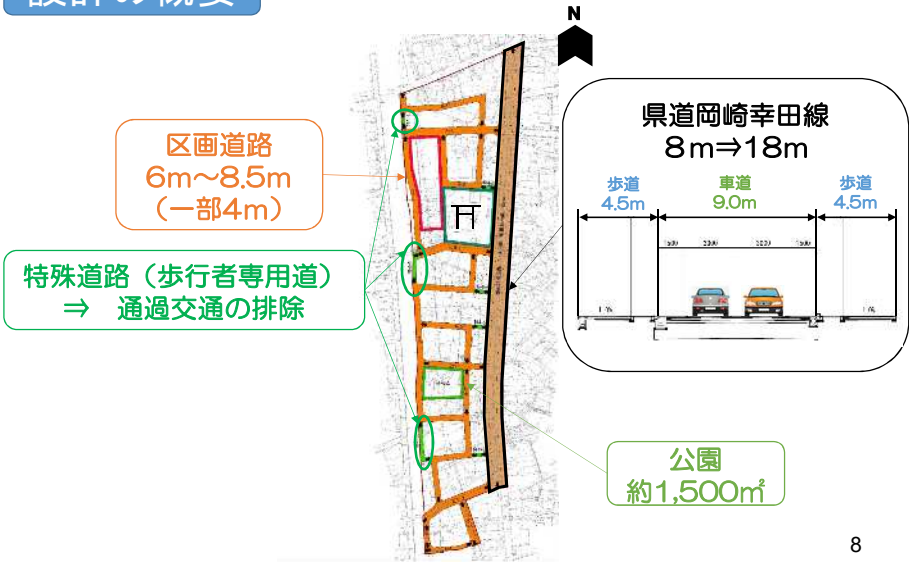 設計の概要
N
区画道路
6m～8.5m
（一部4m）
特殊道路（歩行者専用道）
⇒ 通過交通の排除
県道岡崎幸田線
8m⇒18m
歩道
4.5m
車道
9.0m
歩道
4.5m
公園
約1,500㎡
8